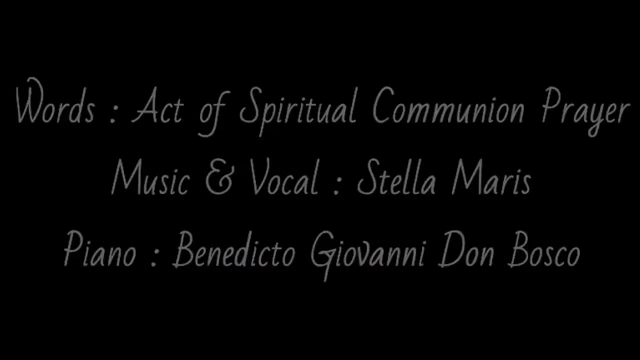 Words : Act of Spiritual Communion Prayer
Music & Vocal : Stella Maris
Piano : Benedicto Giovanni Don Bosco